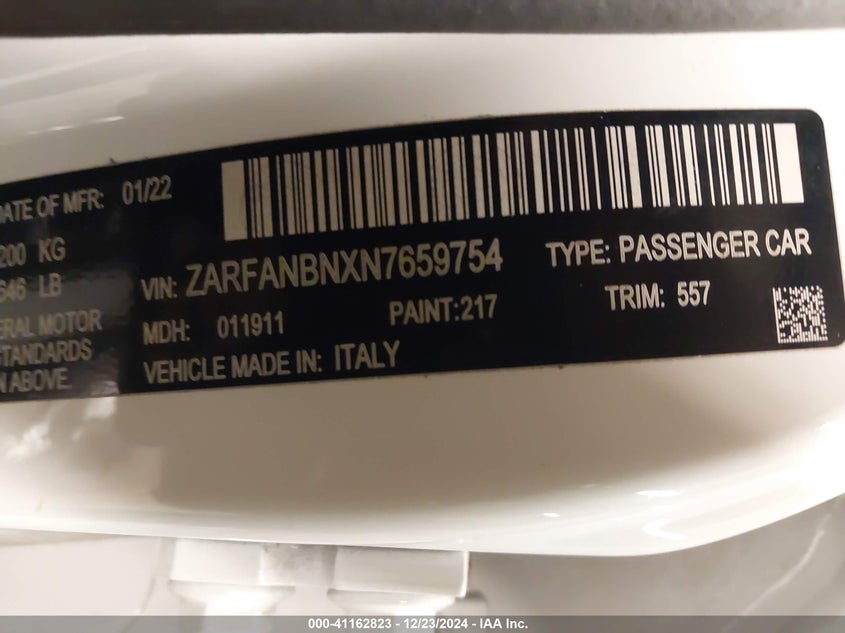 DATE OF MFR: 01/22
200 KG
646 LB
VIN: ZARFANBNXN7659754
TYPE: PASSENGER CAR
MDH: 011911
PAINT:217
TRIM: 557
ERAL MOTOR
STANDARDS
N ABOVE.
VEHICLE MADE IN: ITALY
000-41162823 - 12/23/2024 - IAA Inc.